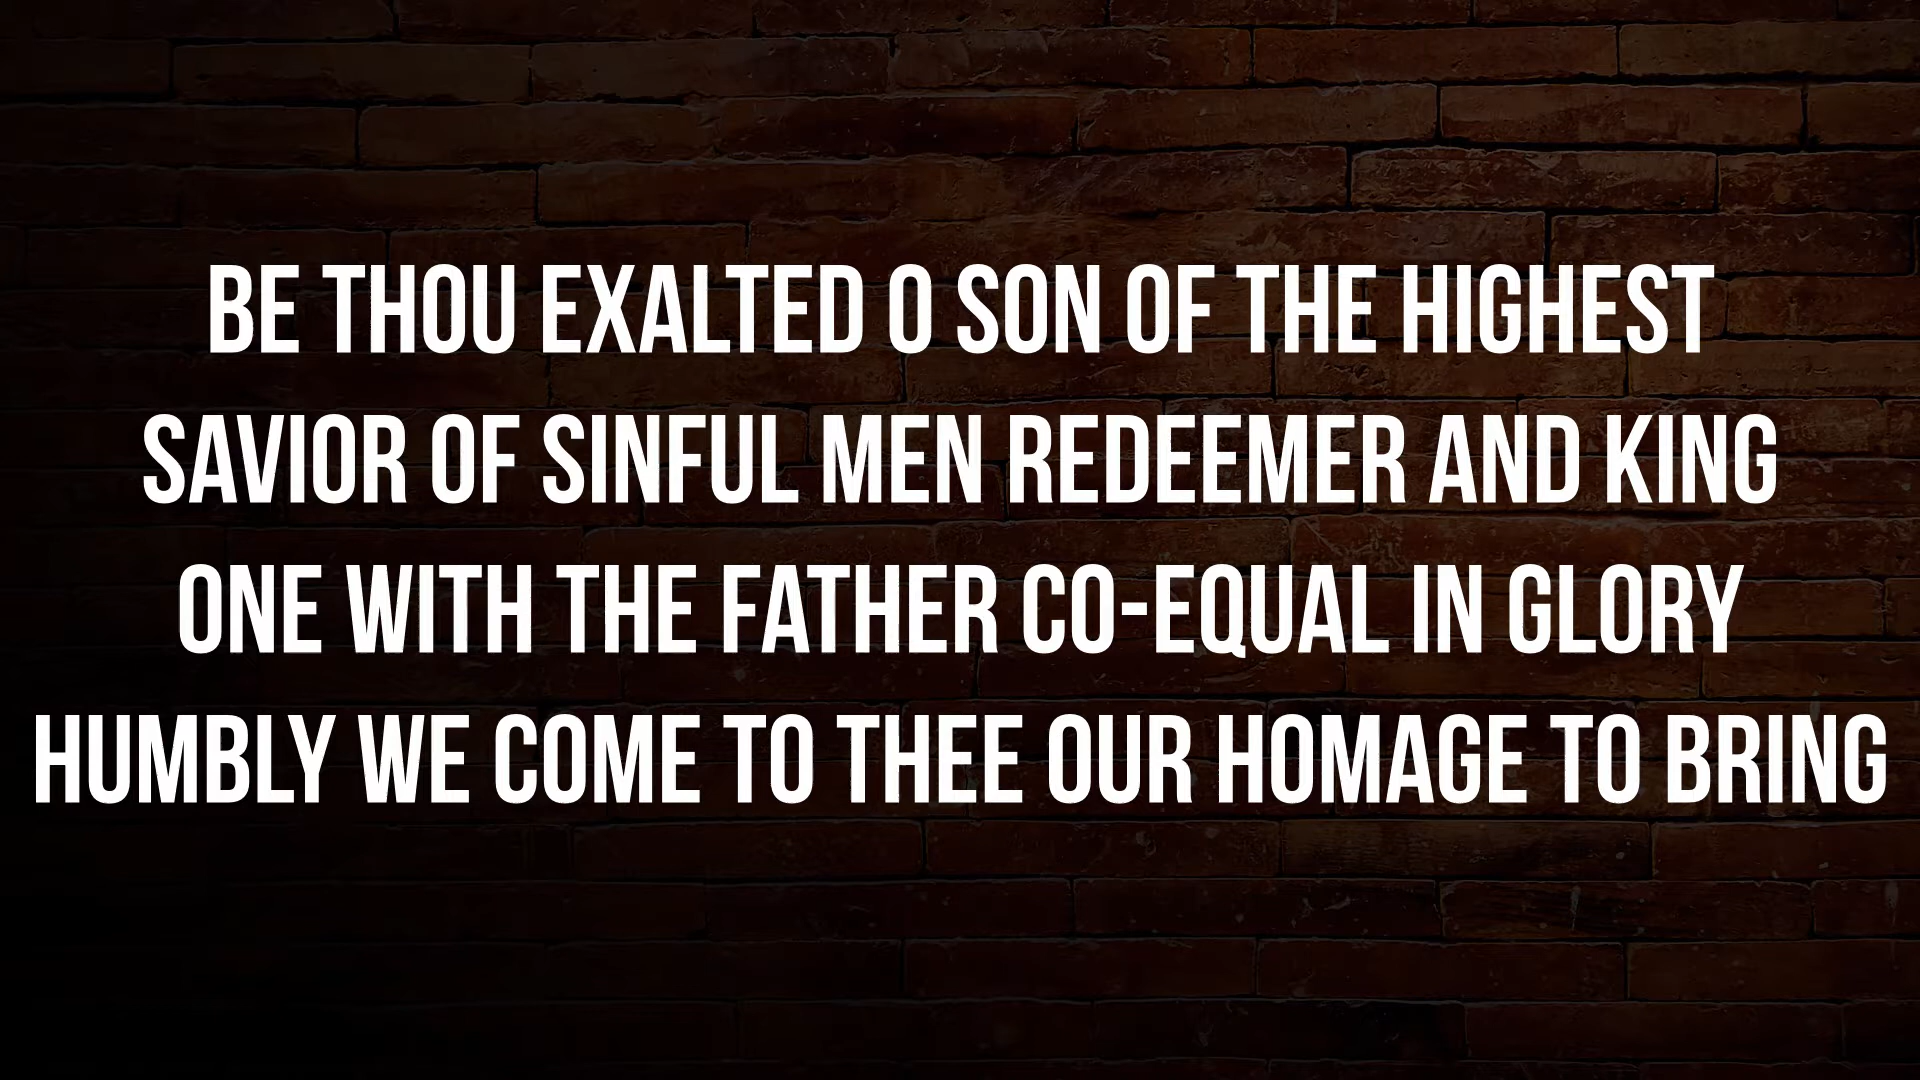 BE THOU EXALTED O SON OF THE HIGHEST
SAVIOR OF SINFUL MEN REDEEMER AND KING
ONE WITH THE FATHER CO-EQUAL IN GLORY
HUMBLY WE COME TO THEE OUR HOMAGE TO BRING